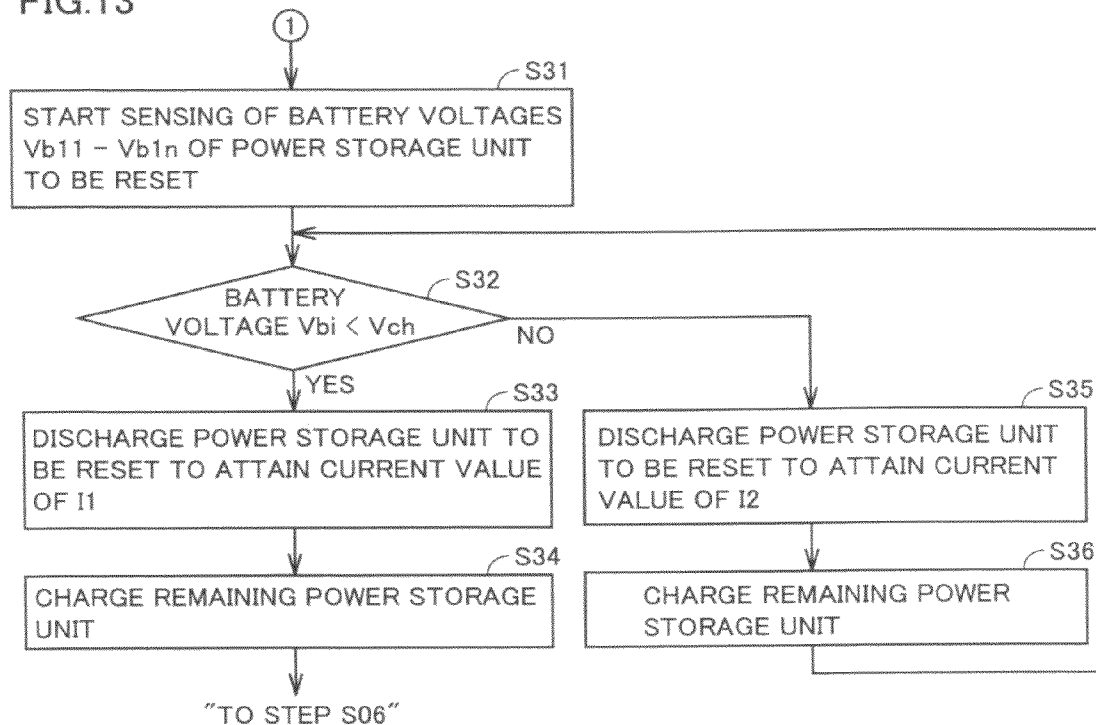 FIG.13
1
S31
START SENSING OF BATTERY VOLTAGES
Vb11 - Vb1n OF POWER STORAGE UNIT
TO BE RESET
S32
BATTERY
VOLTAGE Vbi < Vch
NO
YES
S33
DISCHARGE POWER STORAGE UNIT TO
BE RESET TO ATTAIN CURRENT VALUE
OF I1
S35
DISCHARGE POWER STORAGE UNIT
TO BE RESET TO ATTAIN CURRENT
VALUE OF I2
S34
CHARGE REMAINING POWER STORAGE
UNIT
S36
CHARGE REMAINING POWER
STORAGE UNIT
"TO STEP S06"